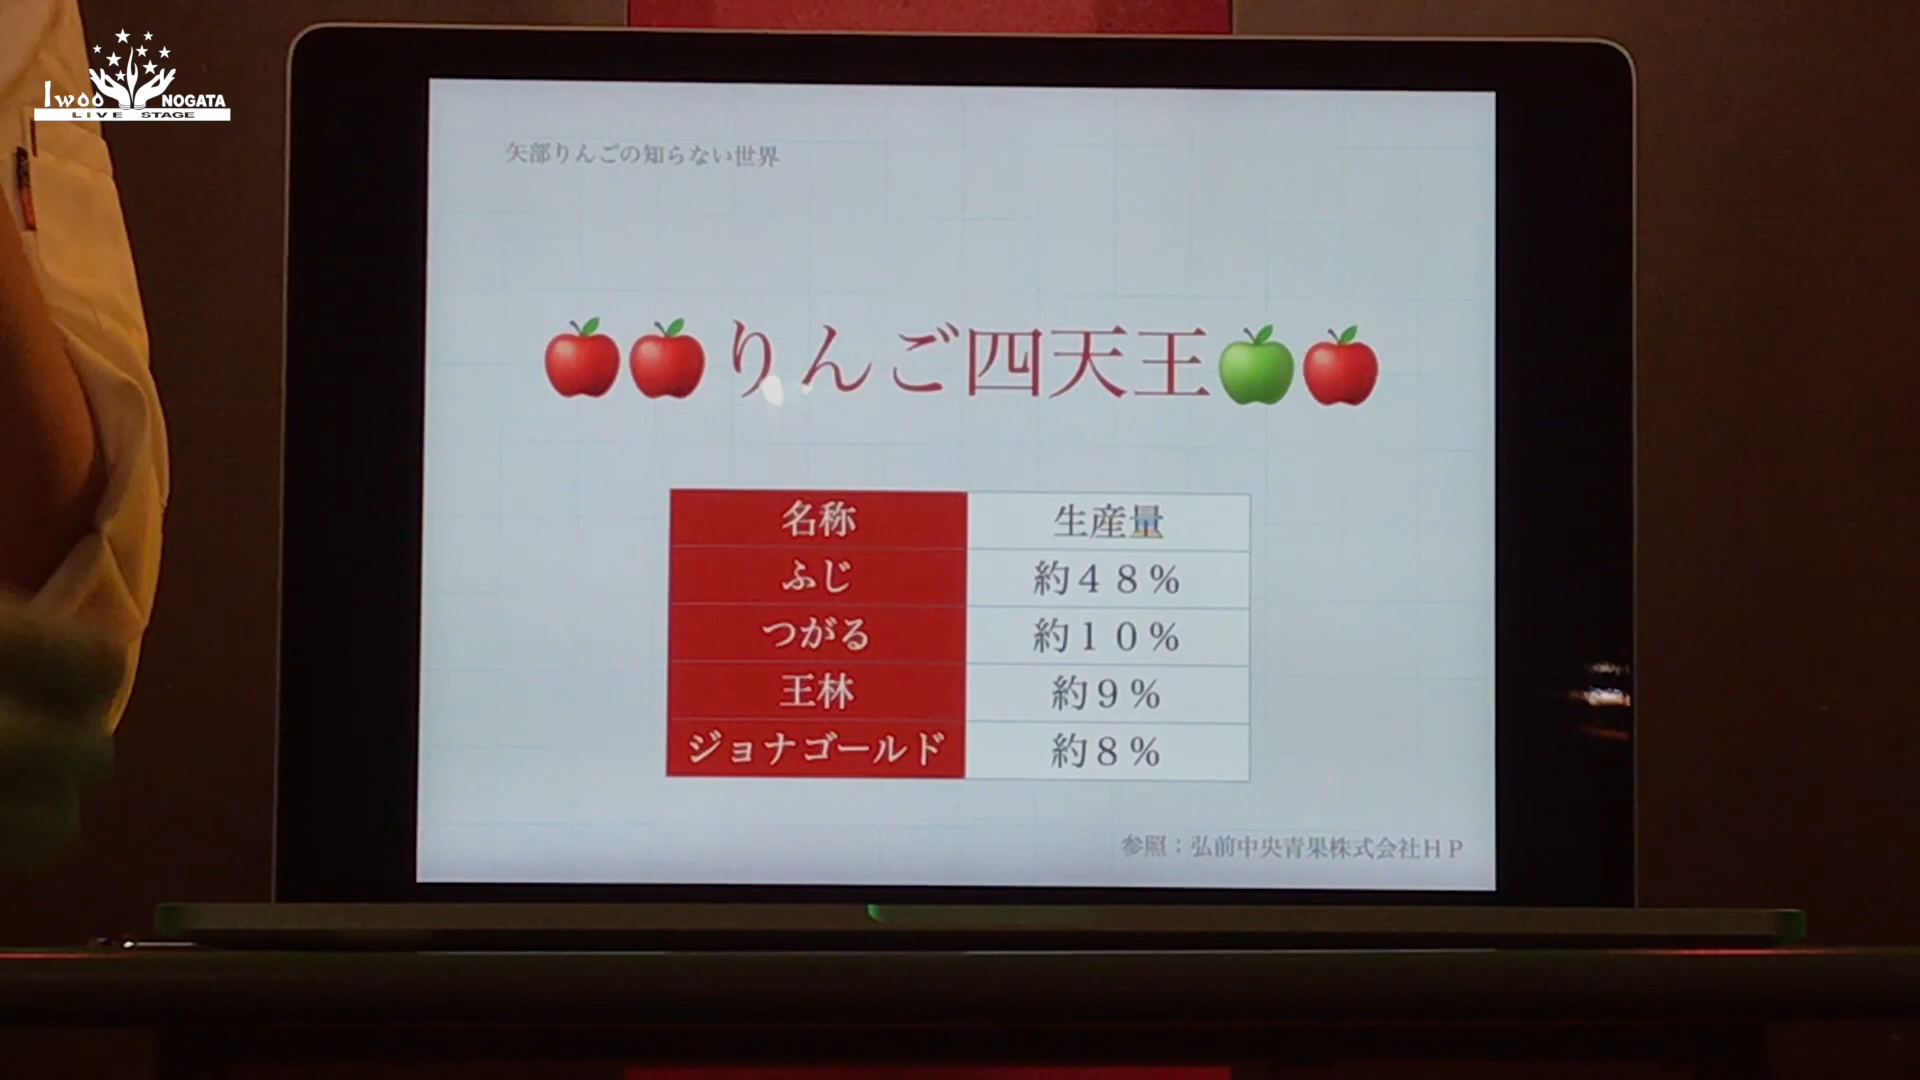 Iwoo NOGATA
LIVE STAGE
矢部りんごの知らない世界
りんご四天王
名称 生産量
ふじ 約48%
つがる 約10%
王林 約9%
ジョナゴールド 約8%
参照：弘前中央青果株式会社HP